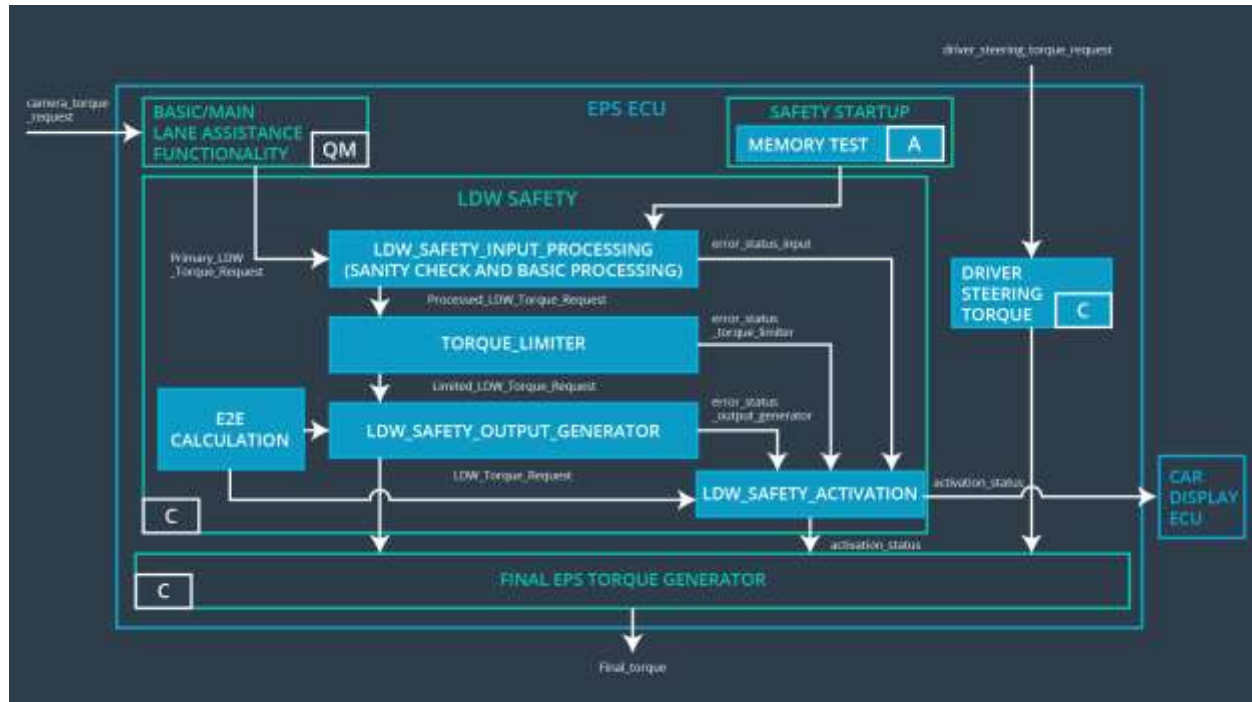 driver_steering_torque_request
camera_torque
_request
EPS ECU
BASIC/MAIN
LANE ASSISTANCE
FUNCTIONALITY
QM
SAFETY STARTUP
MEMORY TEST
A
LDW SAFETY
Primary_LDW
_Torque_Request
LDW_SAFETY_INPUT_PROCESSING
(SANITY CHECK AND BASIC PROCESSING)
error_status_input
DRIVER
STEERING
TORQUE
C
Processed_LDW_Torque_Request
TORQUE_LIMITER
error_status
_torque_limiter
Limited_LDW_Torque_Request
E2E
CALCULATION
LDW_SAFETY_OUTPUT_GENERATOR
error_status
_output_generator
LDW_Torque_Request
LDW_SAFETY_ACTIVATION
activation_status
CAR
DISPLAY
ECU
C
activation_status
FINAL EPS TORQUE GENERATOR
C
Final_torque